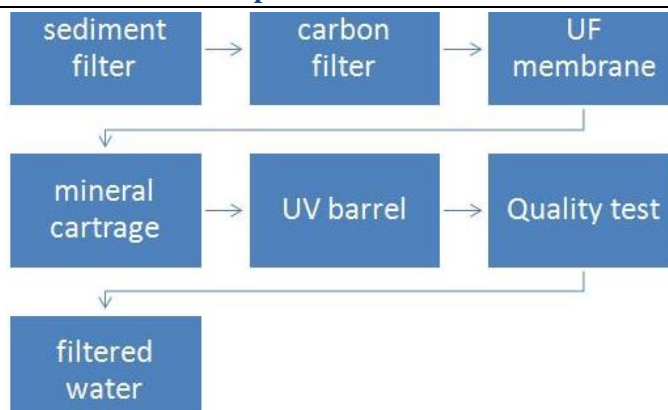 sediment
filter
carbon
filter
UF
membrane
mineral
cartrage
UV barrel
Quality test
filtered
water